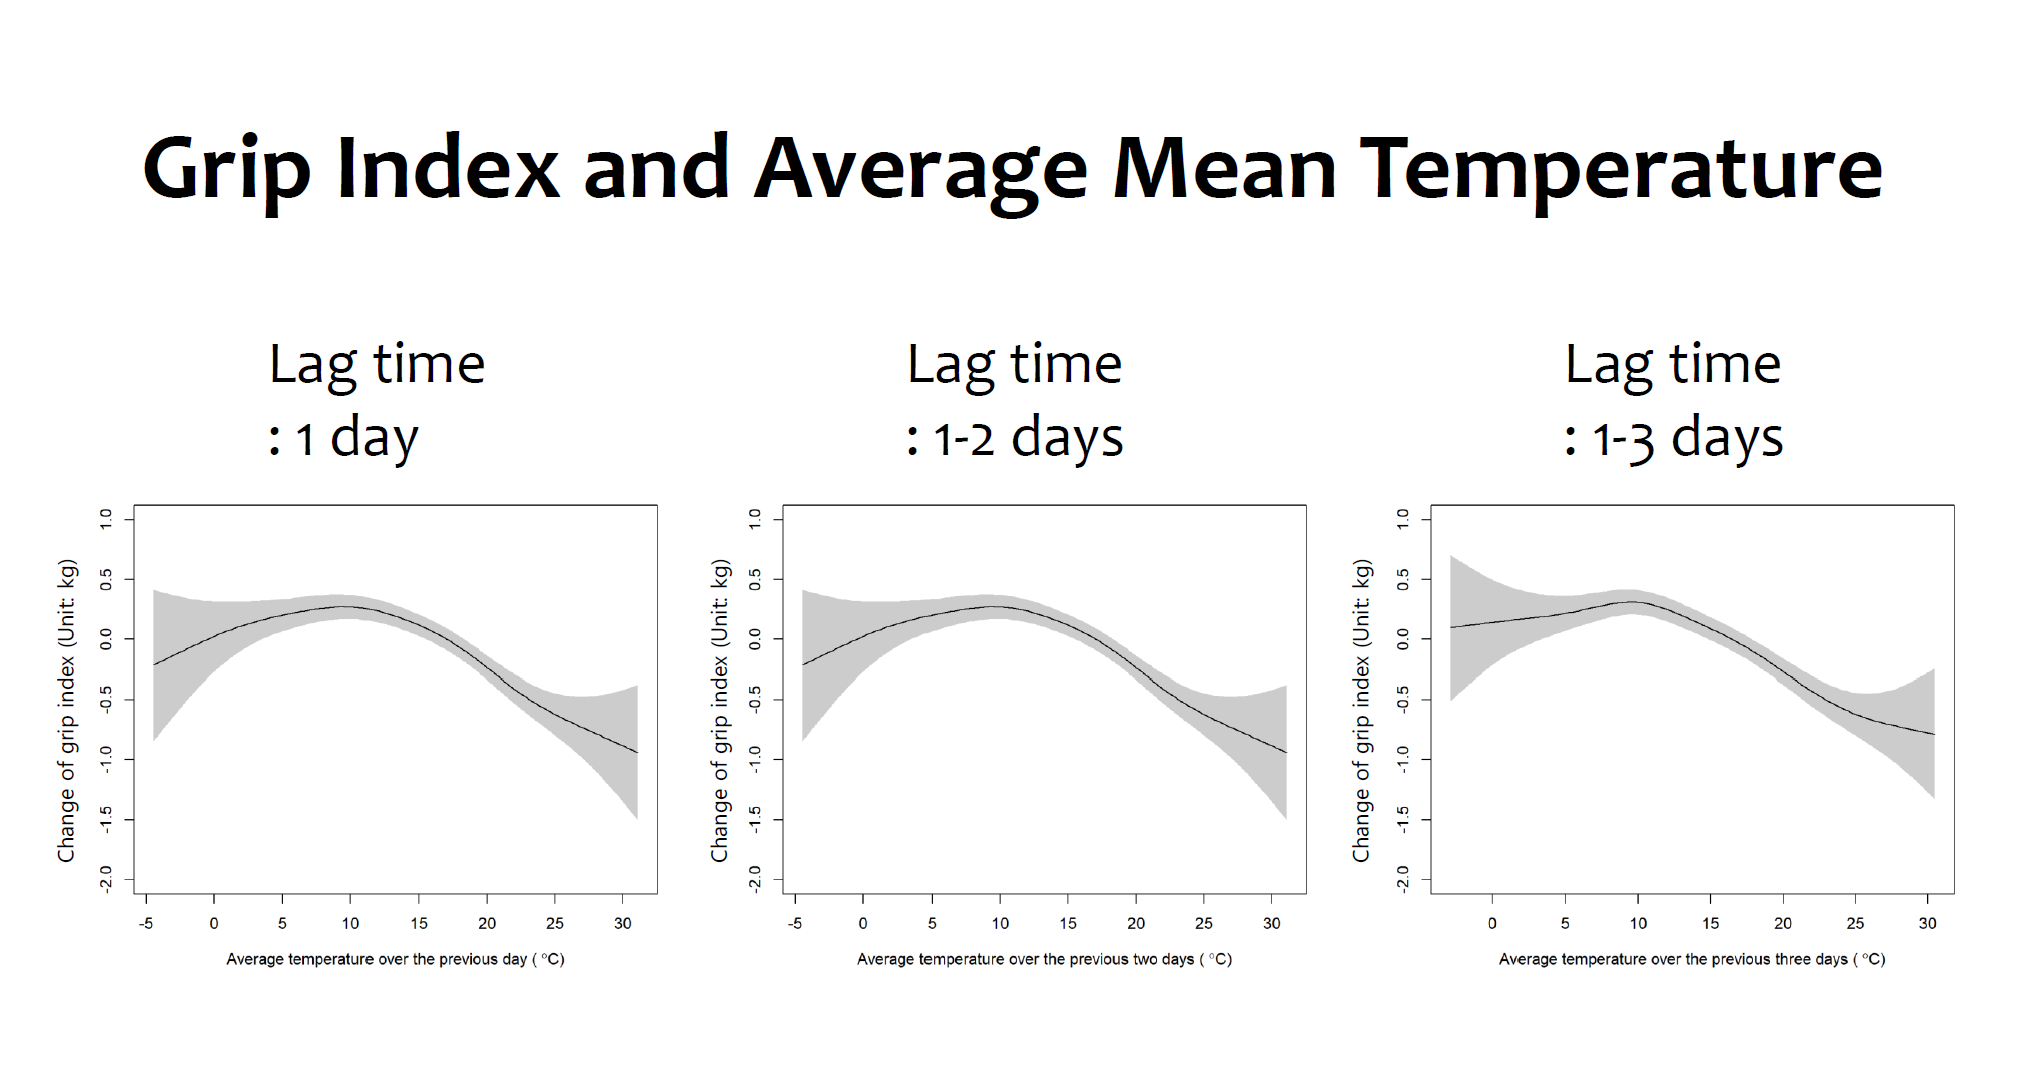 Grip Index and Average Mean Temperature
Lag time
: 1 day
Lag time
: 1-2 days
Lag time
: 1-3 days
Change of grip index (Unit: kg)
1.0
0.5
0.0
-0.5
-1.0
-1.5
-2.0
-5 0 5 10 15 20 25 30
Average temperature over the previous day ( °C)
Change of grip index (Unit: kg)
1.0
0.5
0.0
-0.5
-1.0
-1.5
-2.0
-5 0 5 10 15 20 25 30
Average temperature over the previous two days ( °C)
Change of grip index (Unit: kg)
1.0
0.5
0.0
-0.5
-1.0
-1.5
-2.0
0 5 10 15 20 25 30
Average temperature over the previous three days ( °C)